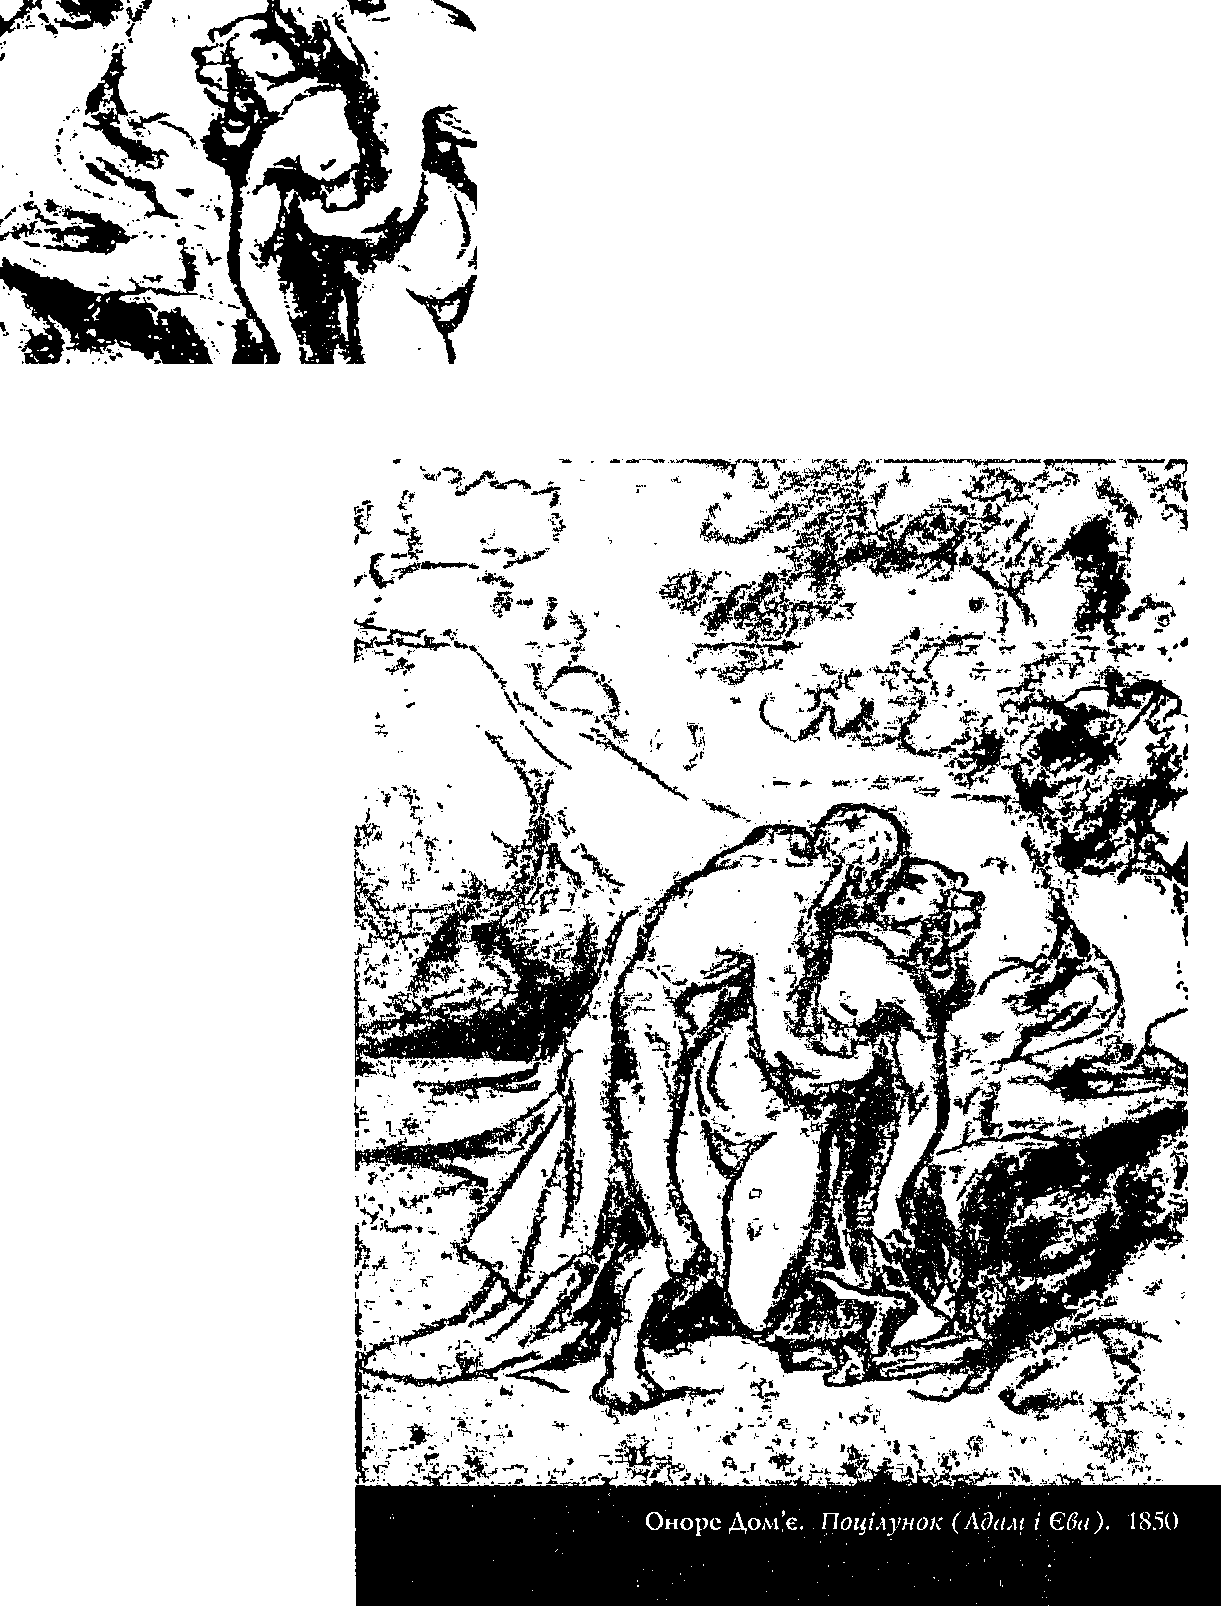 Оноре Дом'є. Поцілунок (Адам і Єва). 1850